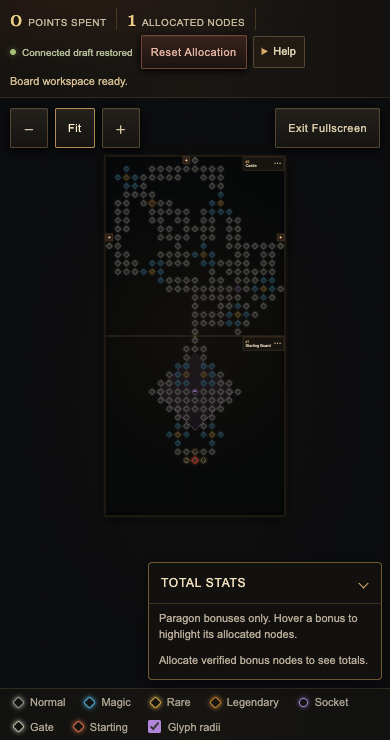 0 POINTS SPENT 1 ALLOCATED NODES
Connected draft restored Reset Allocation Help
Board workspace ready.
− Fit + Exit Fullscreen
#2
Castle
#1
Starting Board
TOTAL STATS
Paragon bonuses only. Hover a bonus to
highlight its allocated nodes.
Allocate verified bonus nodes to see totals.
Normal Magic Rare Legendary Socket
Gate Starting Glyph radii